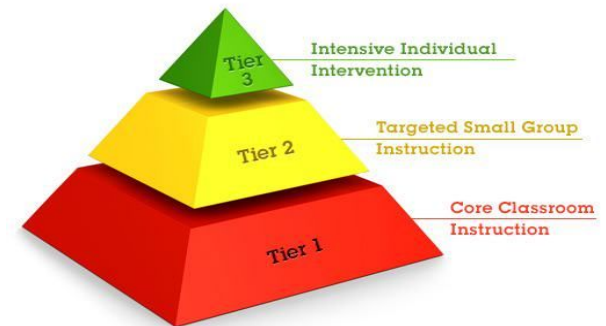 Tier
3
Intensive Individual
Intervention
Tier 2
Targeted Small Group
Instruction
Tier 1
Core Classroom
Instruction